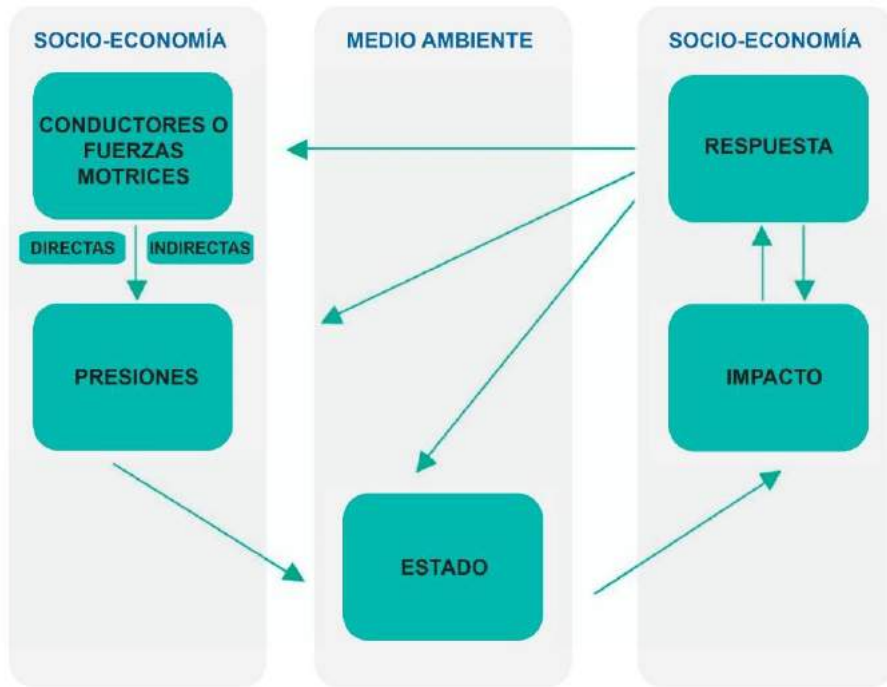 SOCIO-ECONOMÍA
MEDIO AMBIENTE
SOCIO-ECONOMÍA
CONDUCTORES O
FUERZAS
MOTRICES
RESPUESTA
DIRECTAS
INDIRECTAS
PRESIONES
IMPACTO
ESTADO